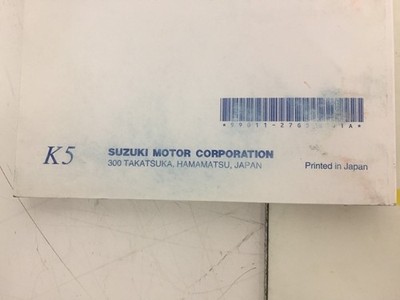 K5
SUZUKI MOTOR CORPORATION
300 TAKATSUKA, HAMAMATSU, JAPAN
Printed in Japan